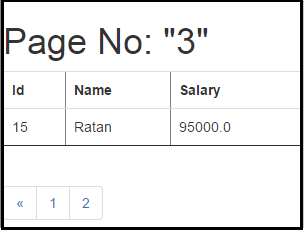 Page No: "3"
Id Name Salary
15 Ratan 95000.0
« 1 2